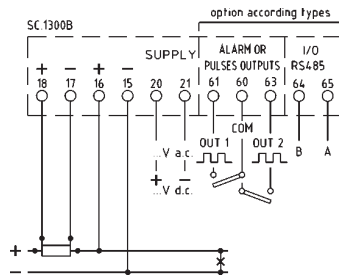 option according types
SC.1300B
SUPPLY
ALARM OR
PULSES OUTPUTS
I/O
RS485
+ − + −
18 17 16 15 20 21 61 60 63 64 65
...V a.c.
+ −
...V d.c.
COM
OUT 1 OUT 2
B A
+
−